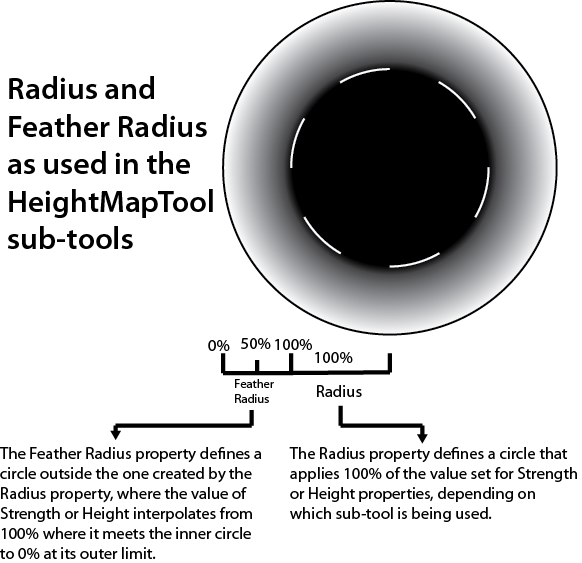 Radius and
Feather Radius
as used in the
HeightMapTool
sub-tools
0% 50% 100%
100%
Feather
Radius
Radius
The Feather Radius property defines a
circle outside the one created by the
Radius property, where the value of
Strength or Height interpolates from
100% where it meets the inner circle
to 0% at its outer limit.
The Radius property defines a circle that
applies 100% of the value set for Strength
or Height properties, depending on
which sub-tool is being used.